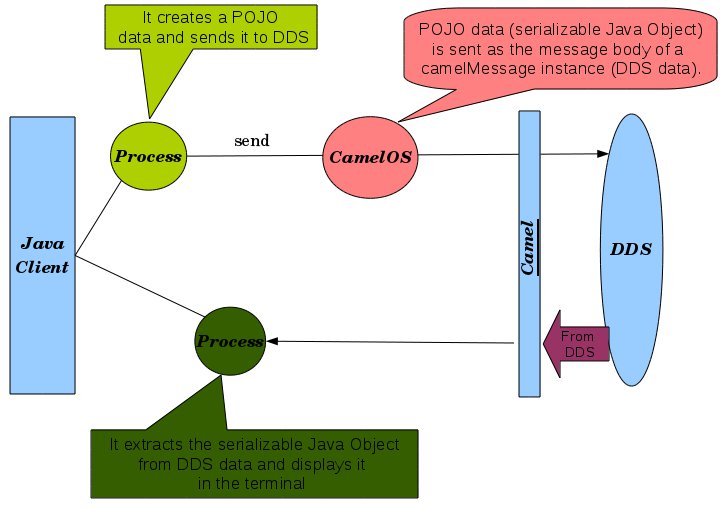 It creates a POJO
data and sends it to DDS
POJO data (serializable Java Object)
is sent as the message body of a
camelMessage instance (DDS data).
Process
send
CamelOS
Java
Client
Camel
DDS
From
DDS
Process
It extracts the serializable Java Object
from DDS data and displays it
in the terminal